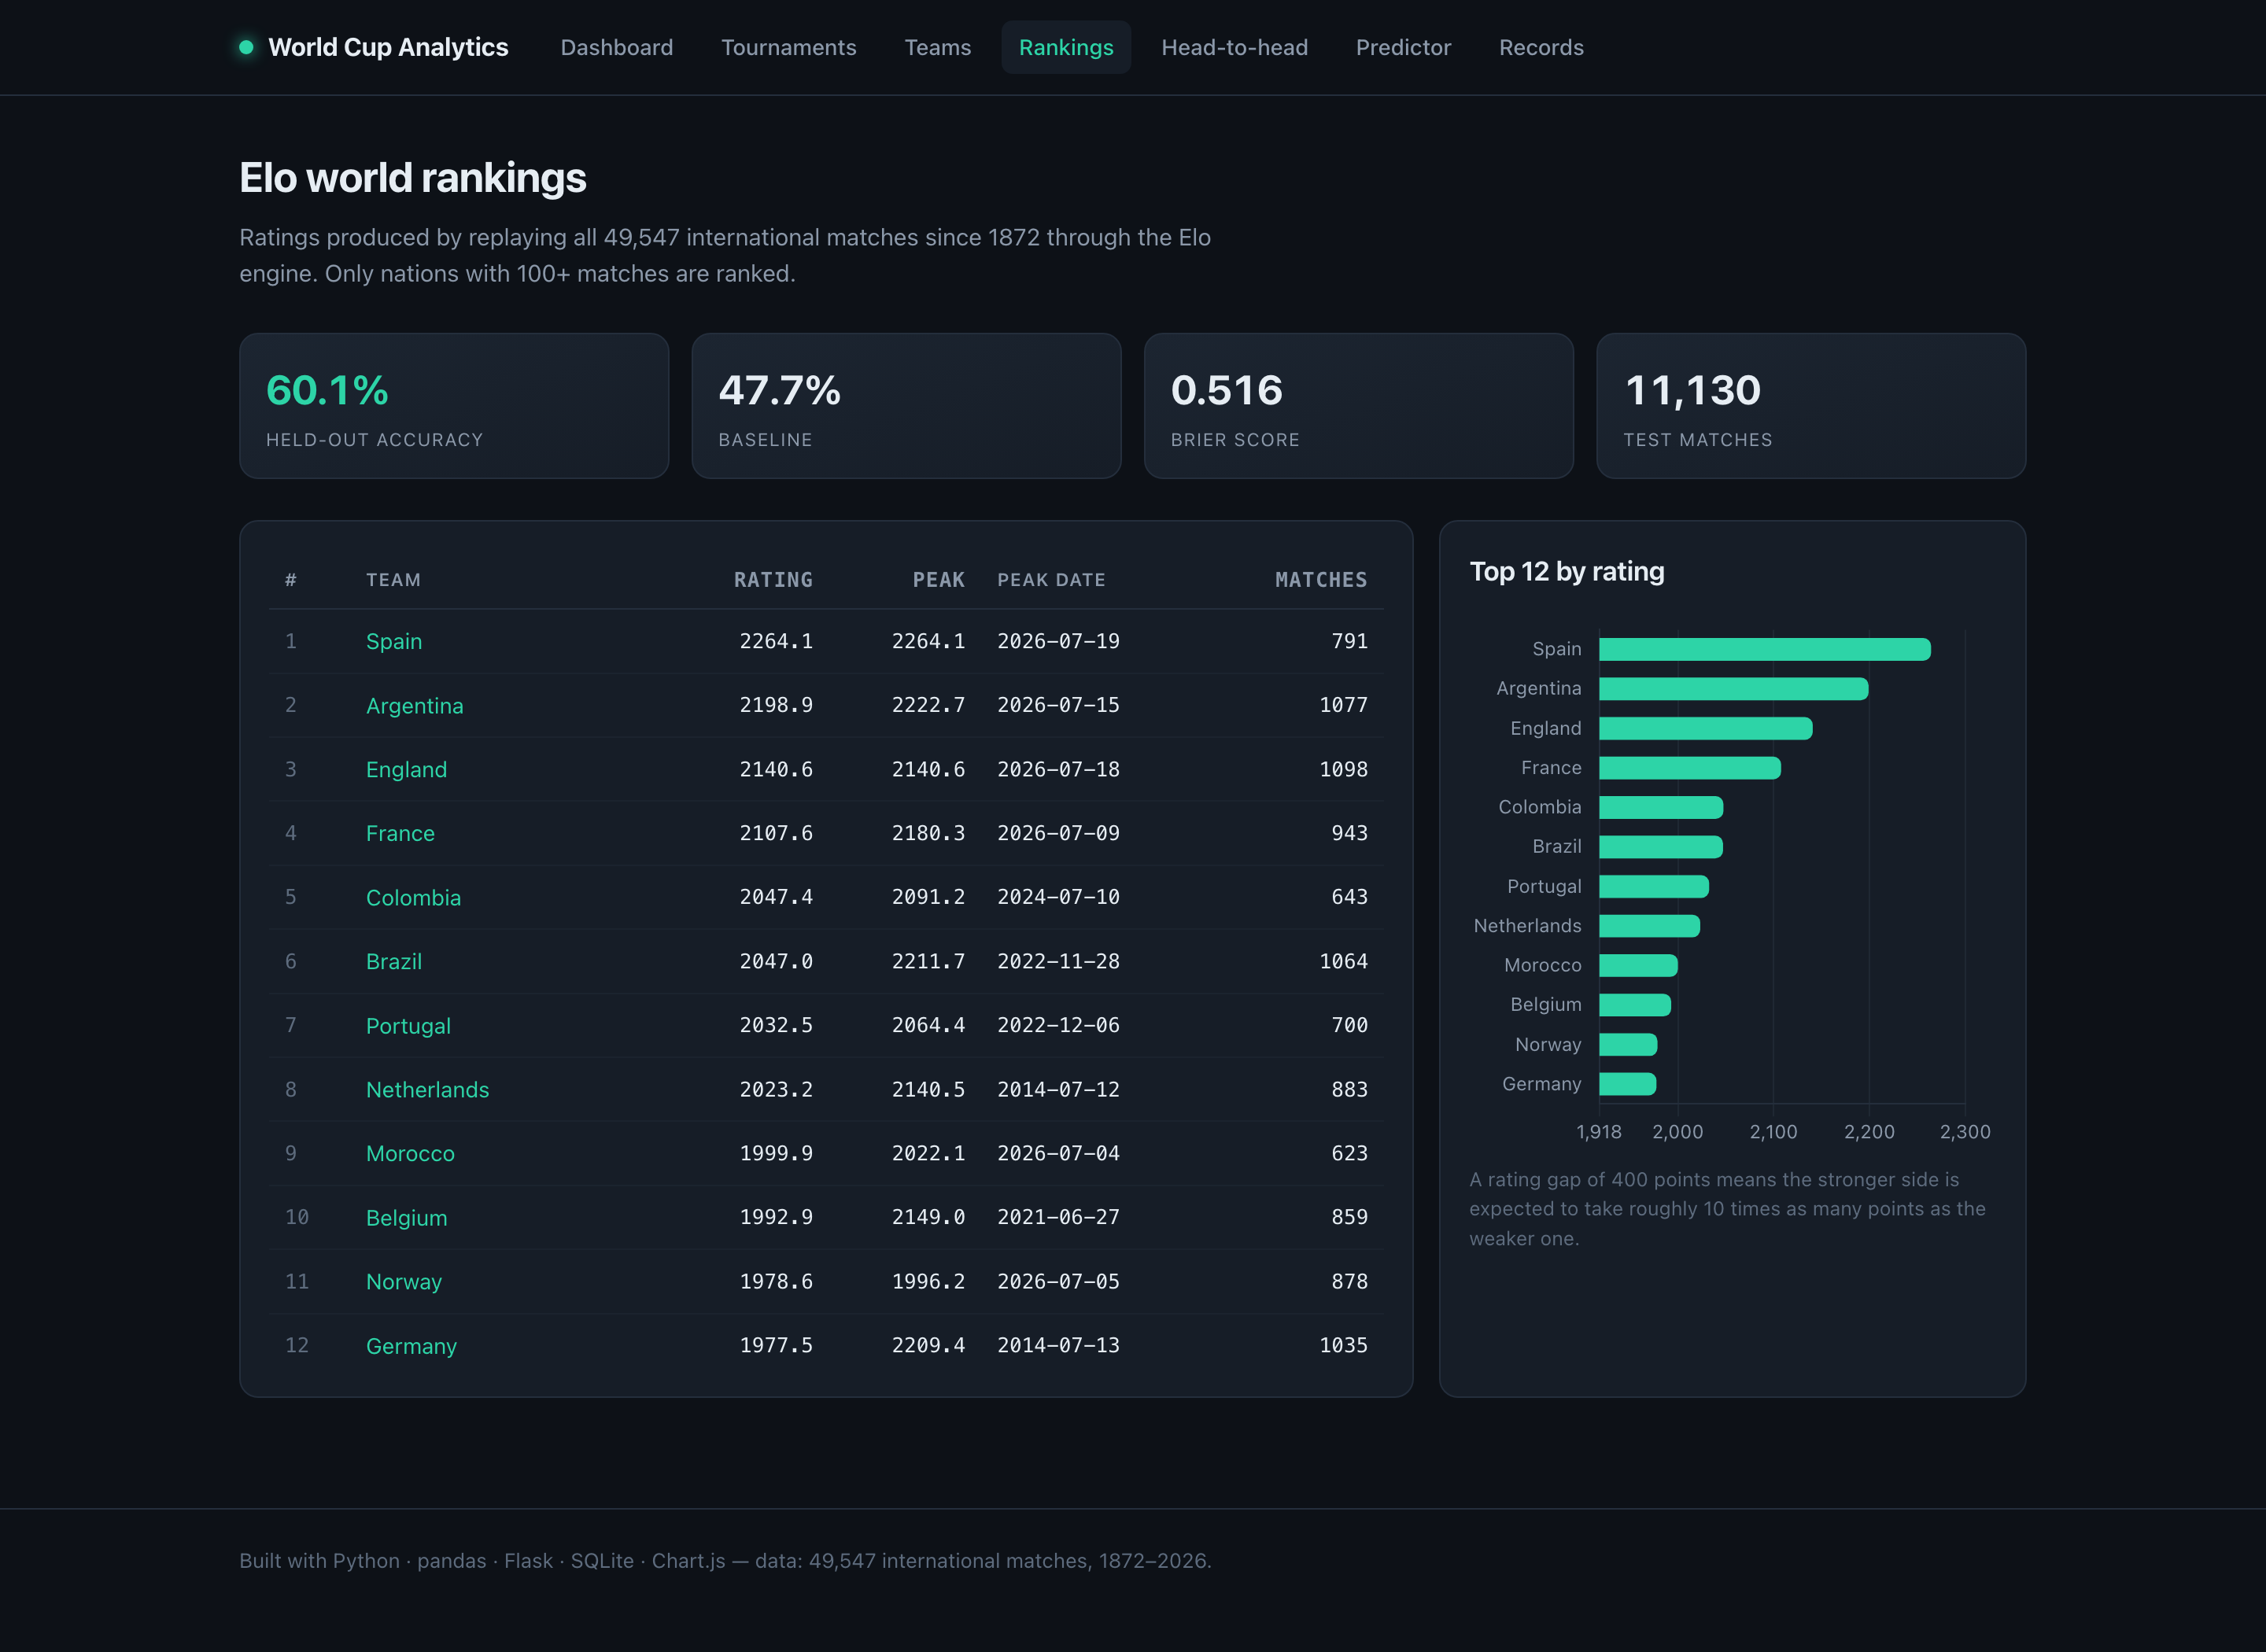 World Cup Analytics Dashboard Tournaments Teams Rankings Head-to-head Predictor Records
Elo world rankings
Ratings produced by replaying all 49,547 international matches since 1872 through the Elo
engine. Only nations with 100+ matches are ranked.
60.1% 47.7% 0.516 11,130
HELD-OUT ACCURACY BASELINE BRIER SCORE TEST MATCHES
# TEAM RATING PEAK PEAK DATE MATCHES
1 Spain 2264.1 2264.1 2026-07-19 791
2 Argentina 2198.9 2222.7 2026-07-15 1077
3 England 2140.6 2140.6 2026-07-18 1098
4 France 2107.6 2180.3 2026-07-09 943
5 Colombia 2047.4 2091.2 2024-07-10 643
6 Brazil 2047.0 2211.7 2022-11-28 1064
7 Portugal 2032.5 2064.4 2022-12-06 700
8 Netherlands 2023.2 2140.5 2014-07-12 883
9 Morocco 1999.9 2022.1 2026-07-04 623
10 Belgium 1992.9 2149.0 2021-06-27 859
11 Norway 1978.6 1996.2 2026-07-05 878
12 Germany 1977.5 2209.4 2014-07-13 1035
Top 12 by rating
Spain
Argentina
England
France
Colombia
Brazil
Portugal
Netherlands
Morocco
Belgium
Norway
Germany
1,918 2,000 2,100 2,200 2,300
A rating gap of 400 points means the stronger side is
expected to take roughly 10 times as many points as the
weaker one.
Built with Python · pandas · Flask · SQLite · Chart.js — data: 49,547 international matches, 1872–2026.